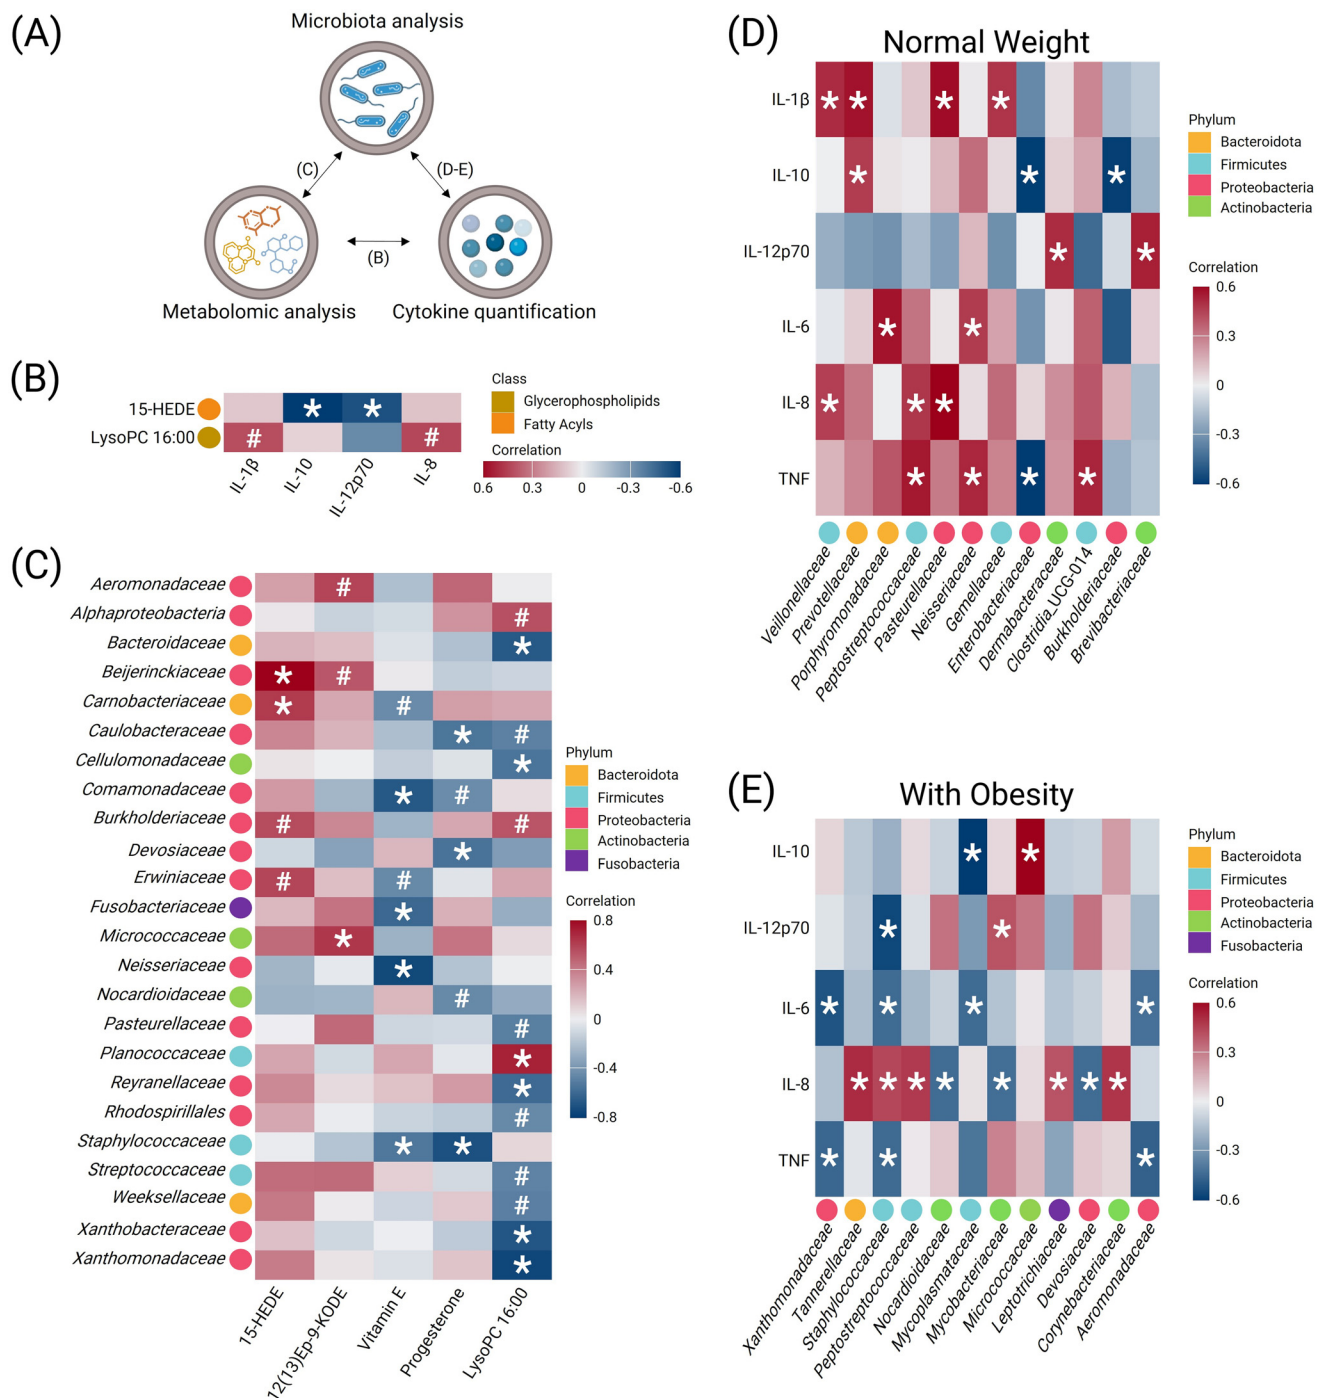 (A)
Microbiota analysis
(C)
(D-E)
(B)
Metabolomic analysis
Cytokine quantification
(B)
15-HEDE
* *
LysoPC 16:00
# #
IL-1β
IL-10
IL-12p70
IL-8
Class
Glycerophospholipids
Fatty Acyls
Correlation
0.6 0.3 0 -0.3 -0.6
(C)
Aeromonadaceae
#
Alphaproteobacteria
#
Bacteroidaceae
*
Beijerinckiaceae
* #
Carnobacteriaceae
* #
Caulobacteraceae
* #
Cellulomonadaceae
*
Comamonadaceae
* #
Burkholderiaceae
# #
Devosiaceae
*
Erwiniaceae
# #
Fusobacteriaceae
*
Micrococcaceae
*
Neisseriaceae
*
Nocardioidaceae
#
Pasteurellaceae
#
Planococcaceae
*
Reyranellaceae
*
Rhodospirillales
#
Staphylococcaceae
* *
Streptococcaceae
#
Weeksellaceae
#
Xanthobacteraceae
*
Xanthomonadaceae
*
15-HEDE
12(13)Ep-9-KODE
Vitamin E
Progesterone
LysoPC 16:00
Phylum
Bacteroidota
Firmicutes
Proteobacteria
Actinobacteria
Fusobacteria
Correlation
0.8
0.4
0
-0.4
-0.8
(D)
Normal Weight
IL-1β
* * * *
IL-10
* * *
IL-12p70
* *
IL-6
* *
IL-8
* * *
TNF
* * * *
Veillonellaceae
Prevotellaceae
Porphyromonadaceae
Peptostreptococcaceae
Pasteurellaceae
Neisseriaceae
Gemellaceae
Enterobacteriaceae
Dermabacteraceae
Clostridia_UCG-014
Burkholderiaceae
Brevibacteriaceae
Phylum
Bacteroidota
Firmicutes
Proteobacteria
Actinobacteria
Correlation
0.6
0.3
0
-0.3
-0.6
(E)
With Obesity
IL-10
* *
IL-12p70
* *
IL-6
* * * *
IL-8
* * * * * * * *
TNF
* * *
Xanthomonadaceae
Tannerellaceae
Staphylococcaceae
Peptostreptococcaceae
Nocardioidaceae
Mycoplasmataceae
Mycobacteriaceae
Micrococcaceae
Leptotrichiaceae
Devosiaceae
Corynebacteriaceae
Aeromonadaceae
Phylum
Bacteroidota
Firmicutes
Proteobacteria
Actinobacteria
Fusobacteria
Correlation
0.6
0.3
0
-0.3
-0.6